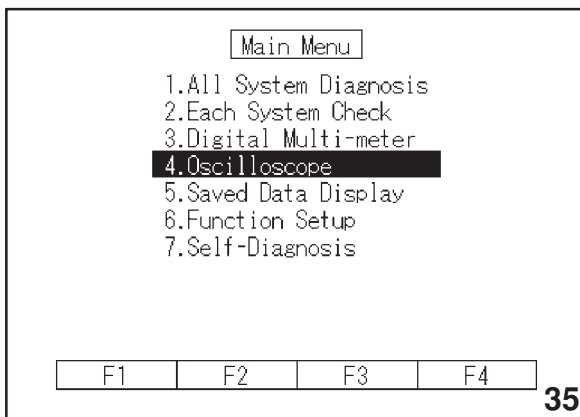 Main Menu
1.All System Diagnosis
2.Each System Check
3.Digital Multi-meter
4.Oscilloscope
5.Saved Data Display
6.Function Setup
7.Self-Diagnosis
F1 F2 F3 F4
35